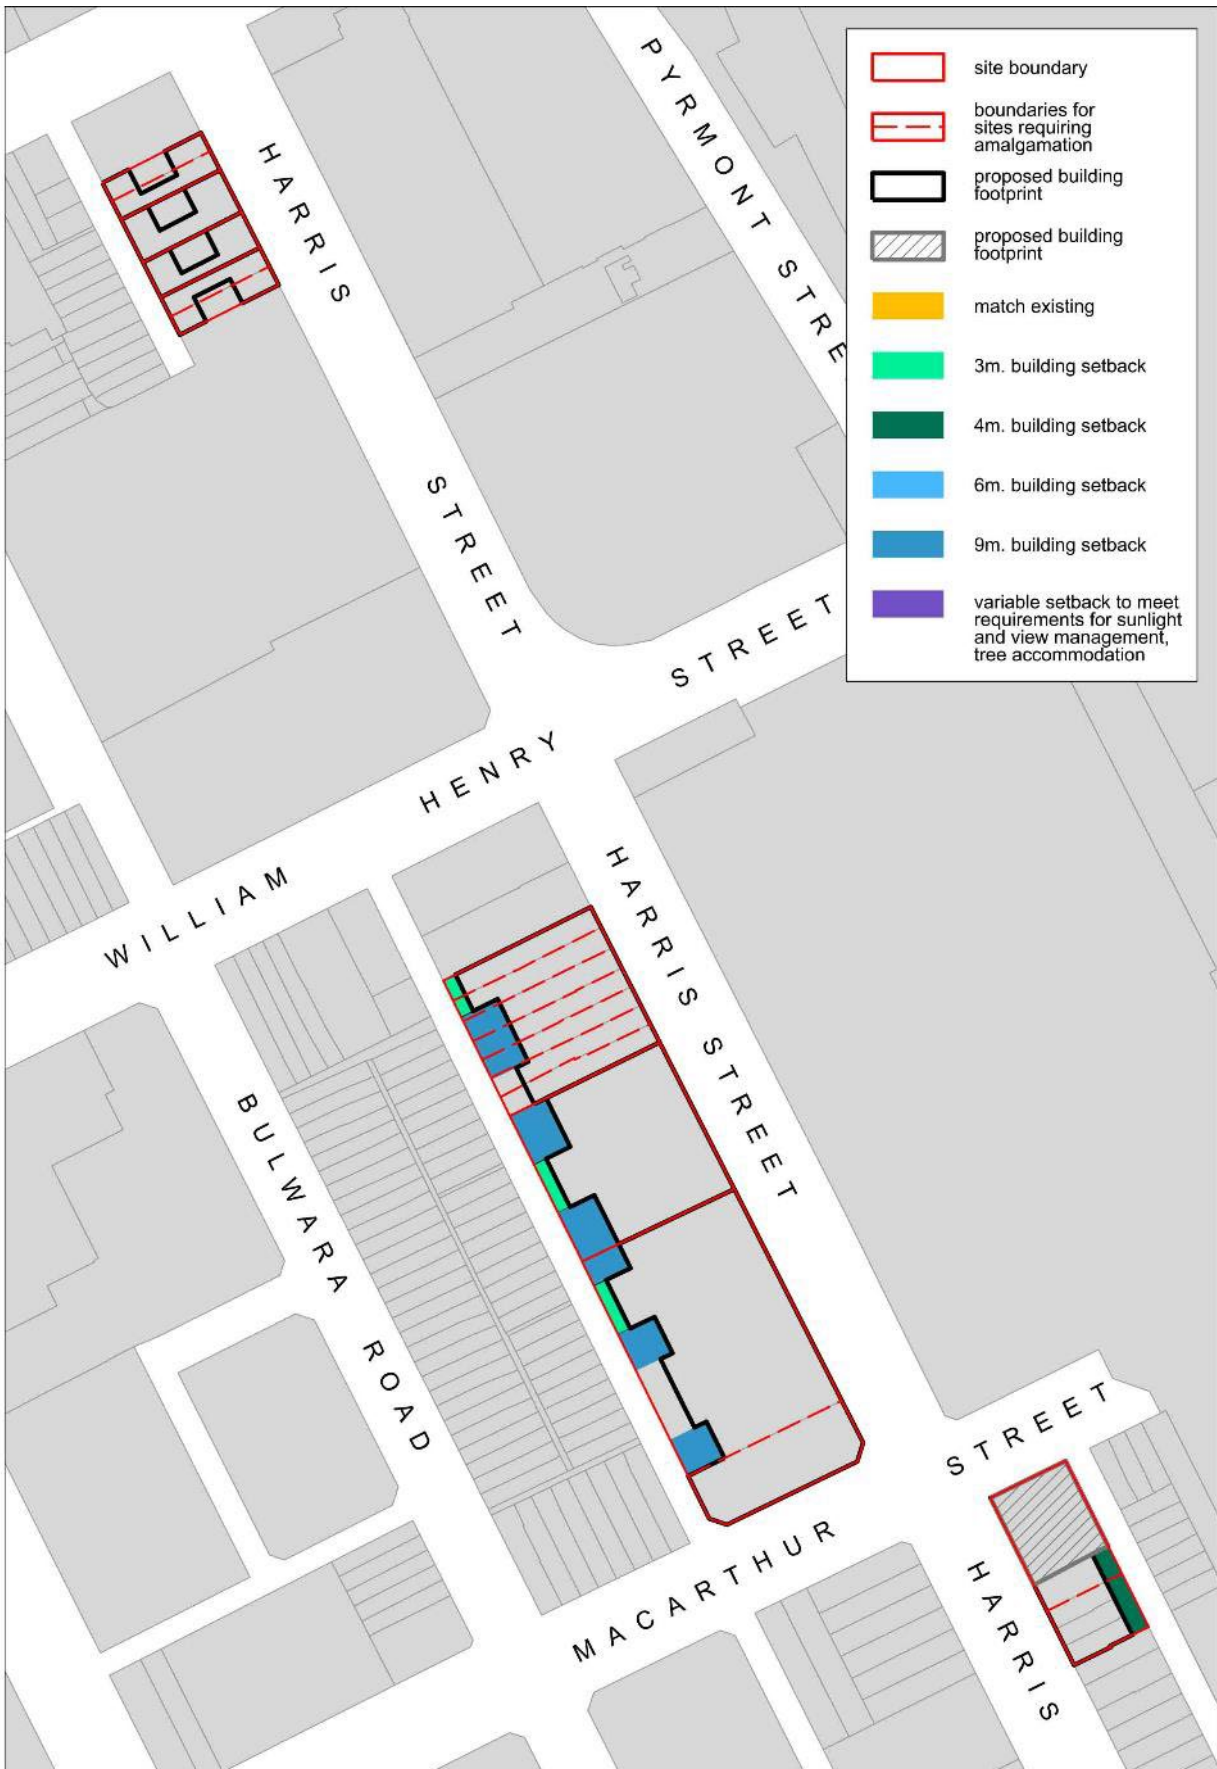 PYRMONT STRE
HARRIS
STREET
STREET
WILLIAM
HENRY
HARRIS STREET
BULWARA
ROAD
MACARTHUR
STREET
HARRIS
site boundary
boundaries for
sites requiring
amalgamation
proposed building
footprint
proposed building
footprint
match existing
3m. building setback
4m. building setback
6m. building setback
9m. building setback
variable setback to meet
requirements for sunlight
and view management,
tree accommodation